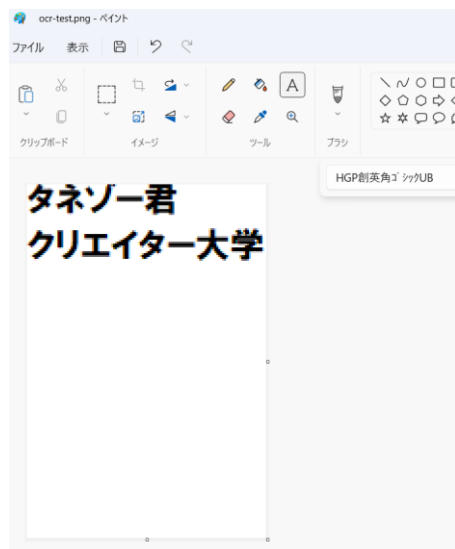 ocr-test.png - ペイント
ファイル 表示
クリップボード イメージ ツール ブラシ
HGP創英角ｺﾞｼｯｸUB
タネゾー君
クリエイター大学